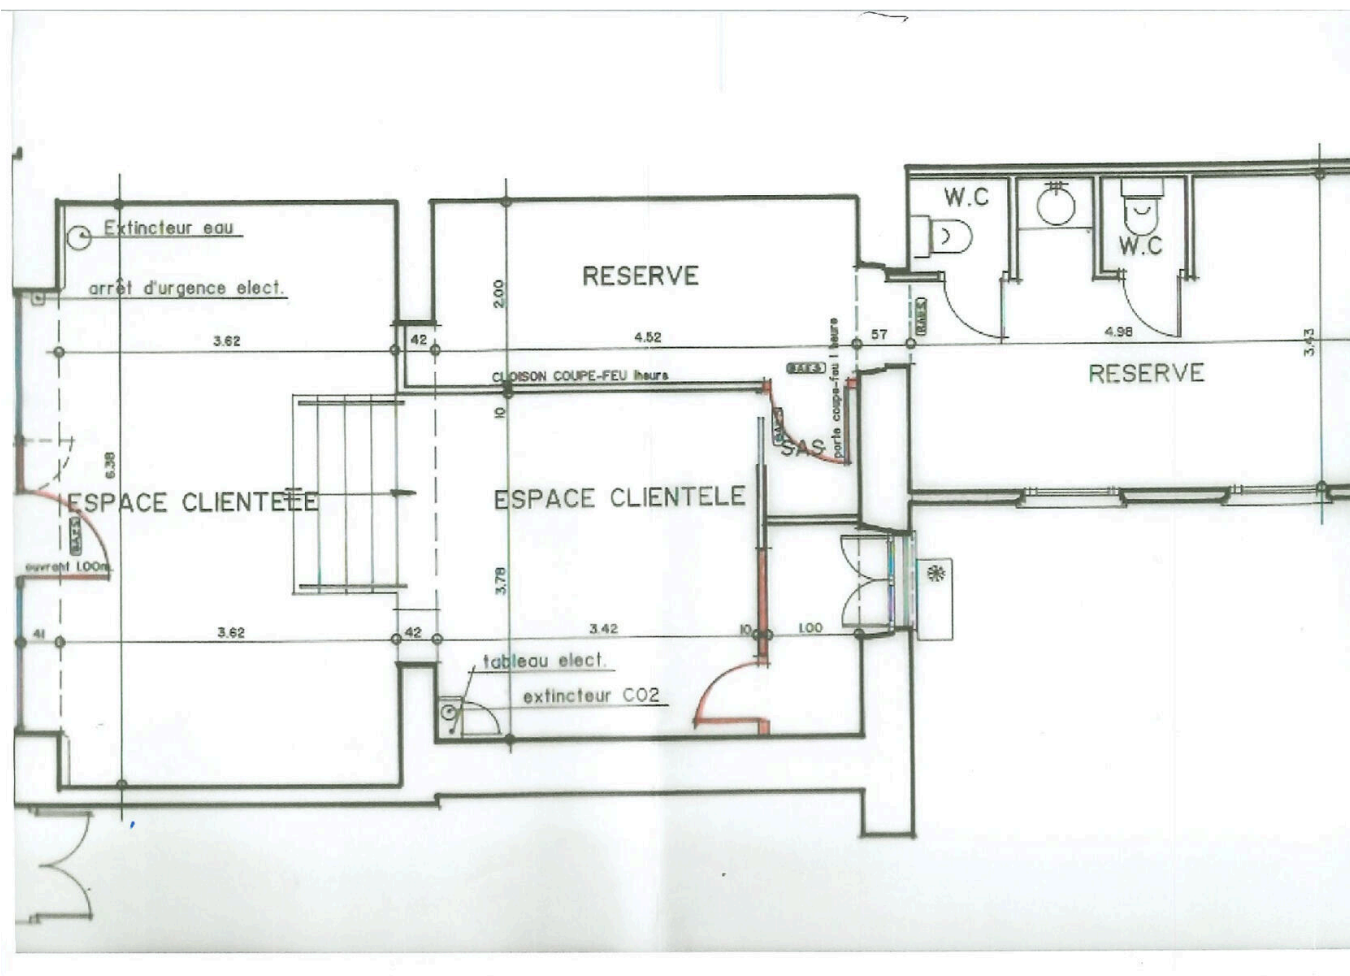 W.C
Extincteur eau
W.C
RESERVE
arrêt d'urgence elect.
2.00
57
4.98
3.62
42
4.52
3.43
RESERVE
CLOISON COUPE-FEU 1heure
porte coupe-feu 1 heure
10
SAS
6.38
ESPACE CLIENTELE
ESPACE CLIENTELE
ouvrant 1.00m.
3.78
41
3.62
42
3.42
10
1.00
tableau elect.
extincteur CO2